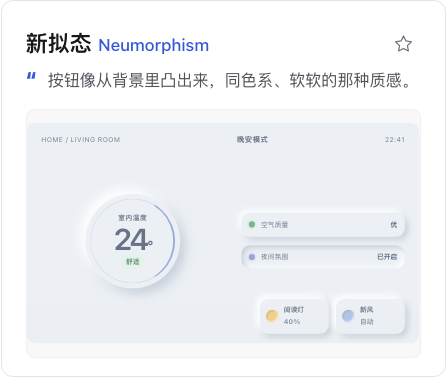 新拟态 Neumorphism
“ 按钮像从背景里凸出来，同色系、软软的那种质感。
HOME / LIVING ROOM 晚安模式 22:41
室内温度
24°
舒适
空气质量 优
夜间氛围 已开启
阅读灯
40%
新风
自动